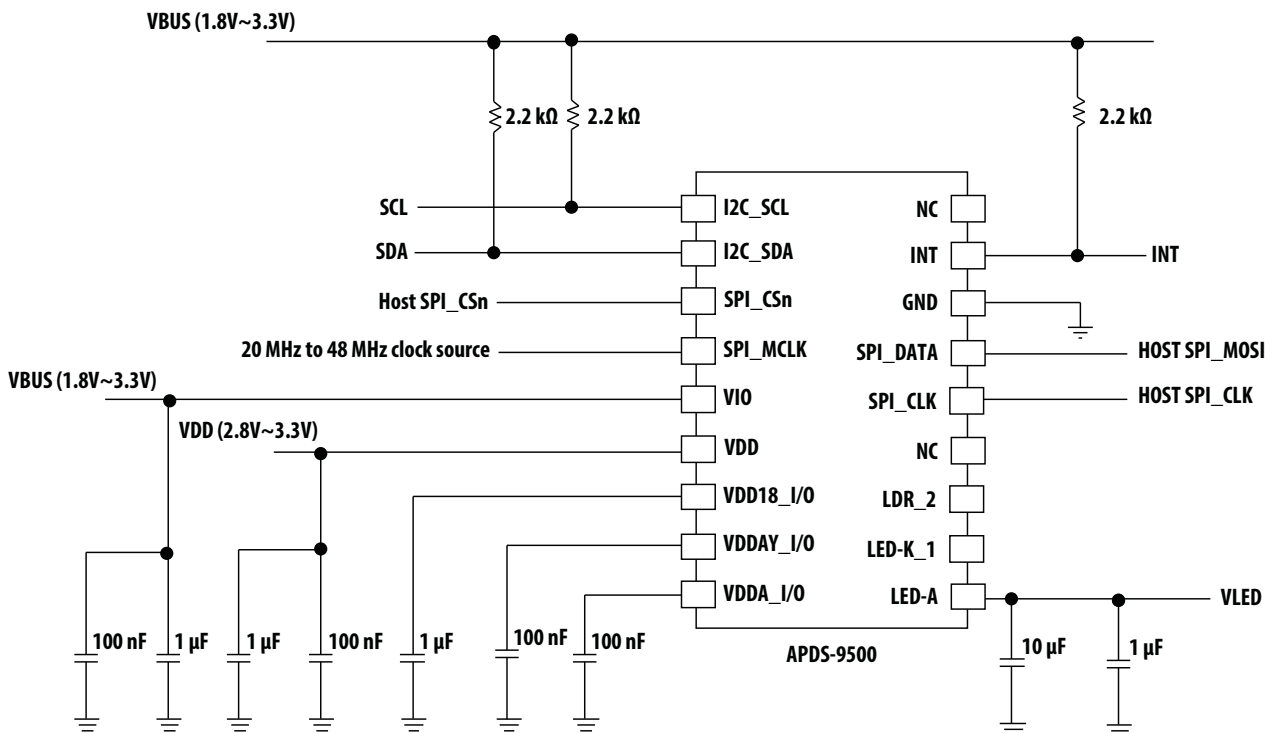 VBUS (1.8V~3.3V)
2.2 kΩ
2.2 kΩ
2.2 kΩ
SCL
I2C_SCL
NC
SDA
I2C_SDA
INT
INT
Host SPI_CSn
SPI_CSn
GND
20 MHz to 48 MHz clock source
SPI_MCLK
SPI_DATA
HOST SPI_MOSI
VBUS (1.8V~3.3V)
VIO
SPI_CLK
HOST SPI_CLK
VDD (2.8V~3.3V)
VDD
NC
VDD18_I/O
LDR_2
VDDAY_I/O
LED-K_1
VDDA_I/O
LED-A
VLED
100 nF
1 µF
1 µF
100 nF
1 µF
100 nF
100 nF
APDS-9500
10 µF
1 µF